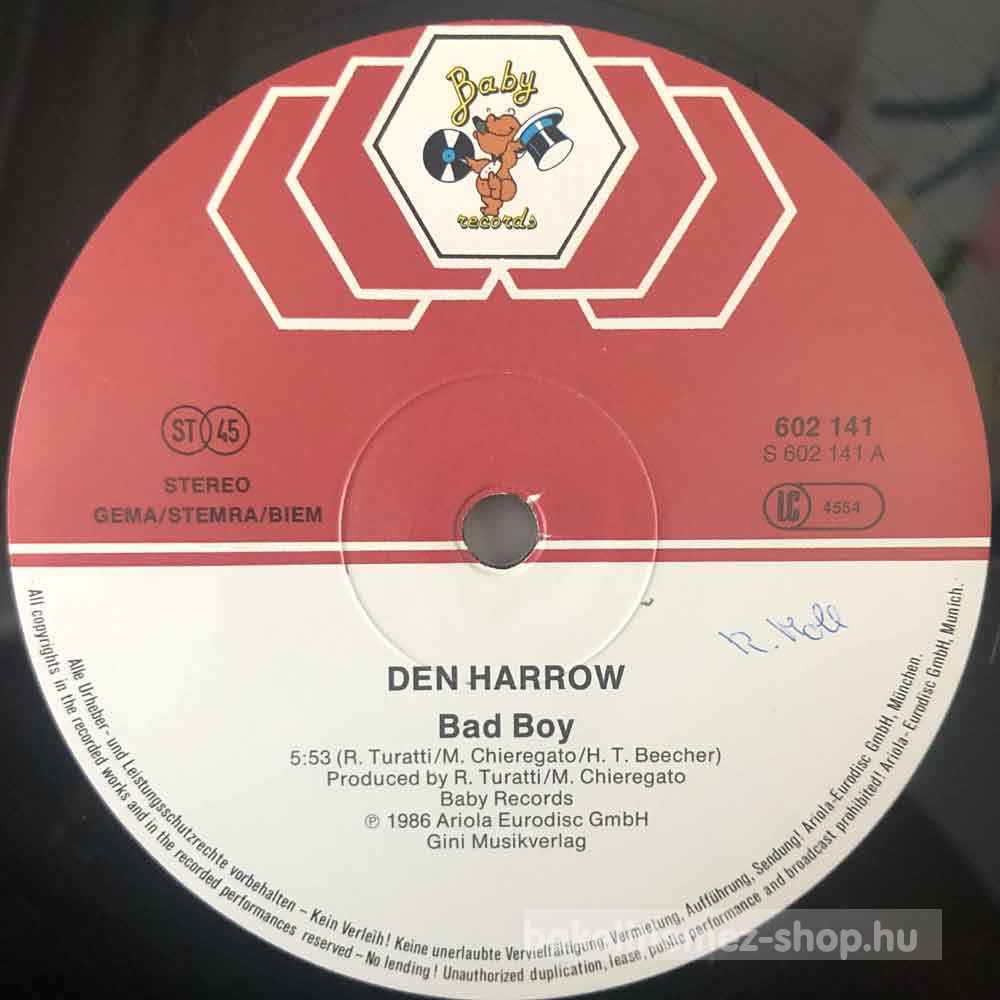 Baby
records
ST 45
STEREO
GEMA/STEMRA/BIEM
602 141
S 602 141 A
LC 4554
DEN HARROW
Bad Boy
5:53 (R. Turatti/M. Chieregato/H. T. Beecher)
Produced by R. Turatti/M. Chieregato
Baby Records
℗ 1986 Ariola Eurodisc GmbH
Gini Musikverlag
Alle Urheber- und Leistungsschutzrechte vorbehalten – Kein Verleih! Keine unerlaubte Vervielfältigung, Vermietung, Aufführung, Sendung! Ariola-Eurodisc GmbH, München.
· All copyrights in the recorded works and in the recorded performances reserved – No lending! Unauthorized duplication, lease, public performance and broadcast prohibited! Ariola-Eurodisc GmbH, Munich. ·
-shop.hu